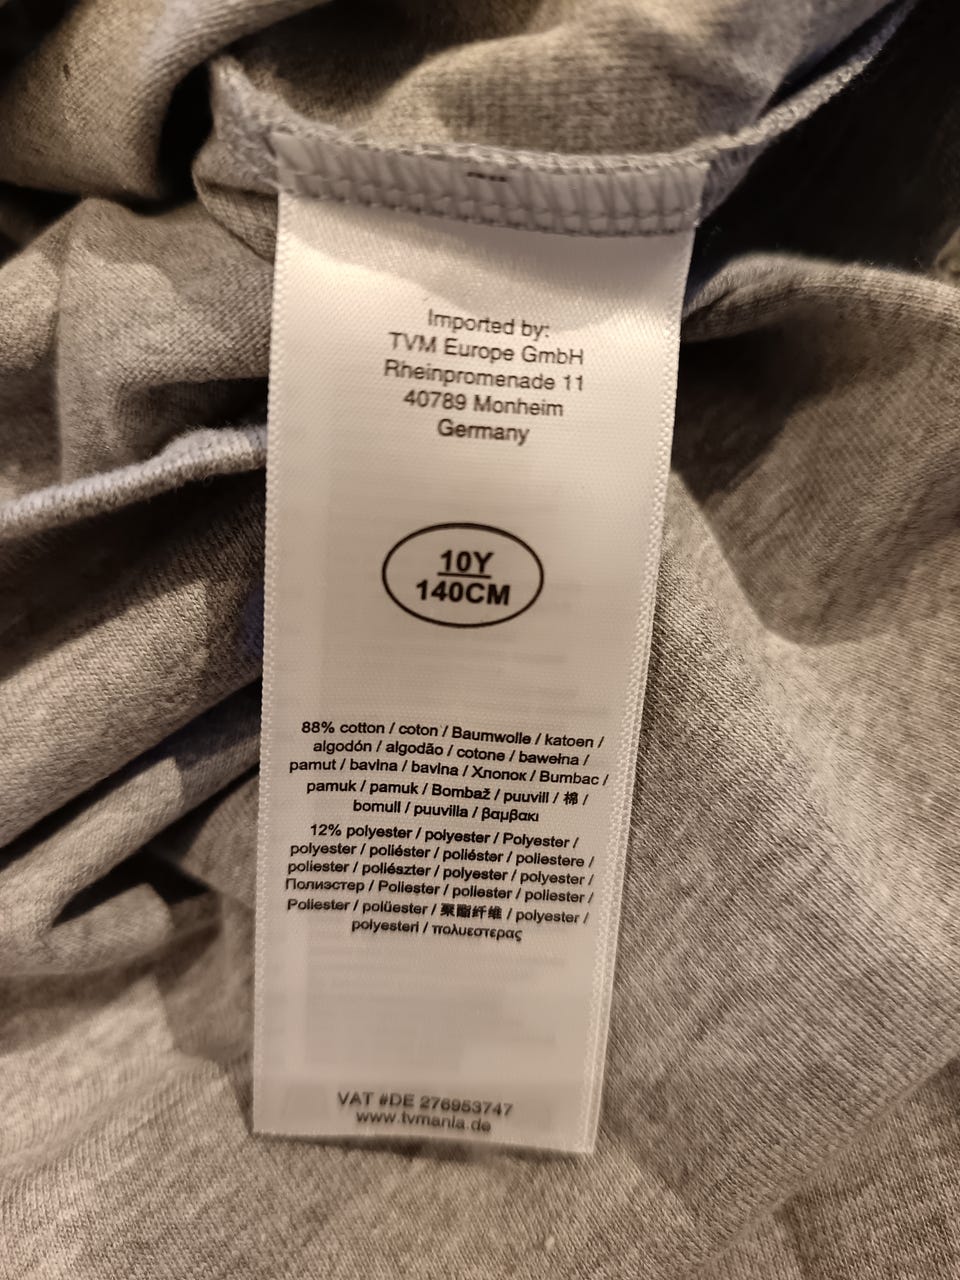 Imported by:
TVM Europe GmbH
Rheinpromenade 11
40789 Monheim
Germany
10Y
140CM
88% cotton / coton / Baumwolle / katoen /
algodón / algodão / cotone / bawełna /
pamut / bavlna / bavlna / Хлопок / Bumbac /
pamuk / pamuk / Bombaž / puuvill / 棉 /
bomull / puuvilla / βαμβακι
12% polyester / polyester / Polyester /
polyester / poliéster / poliéster / poliestere /
poliester / poliészter / polyester / polyester /
Полиэстер / Poliester / poliester / poliester /
Poliester / polüester / 聚酯纤维 / polyester /
polyesteri / πολυεστερας
VAT #DE 276953747
www.tvmania.de